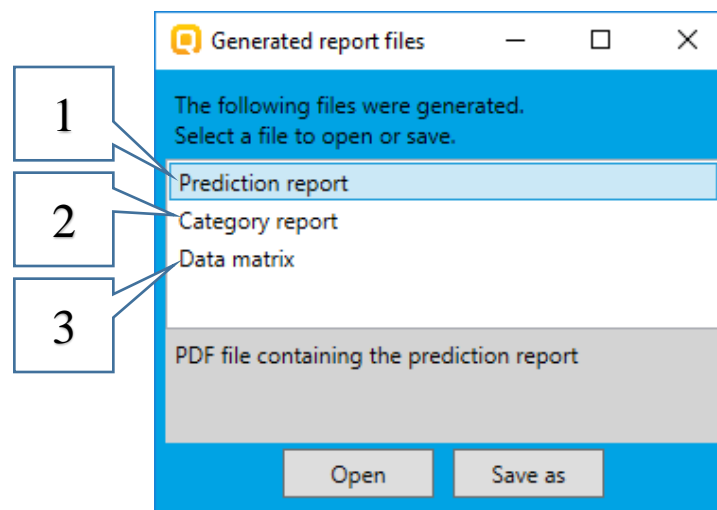 Generated report files
The following files were generated.
Select a file to open or save.
1
Prediction report
2
Category report
Data matrix
3
PDF file containing the prediction report
Open
Save as